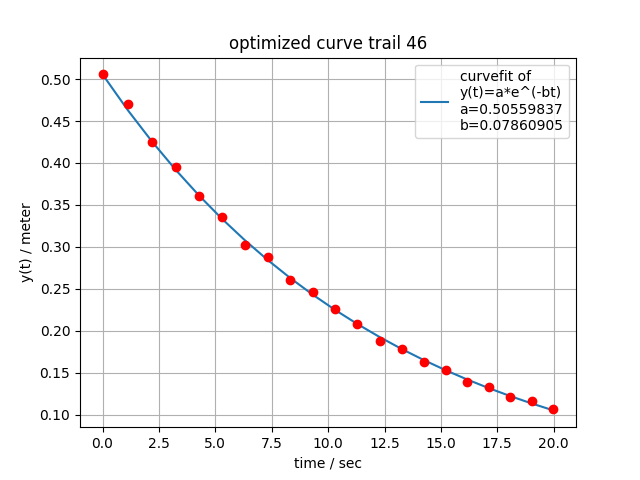 optimized curve trail 46
curvefit of
y(t)=a*e^(-bt)
a=0.50559837
b=0.07860905
y(t) / meter
0.50
0.45
0.40
0.35
0.30
0.25
0.20
0.15
0.10
0.0 2.5 5.0 7.5 10.0 12.5 15.0 17.5 20.0
time / sec